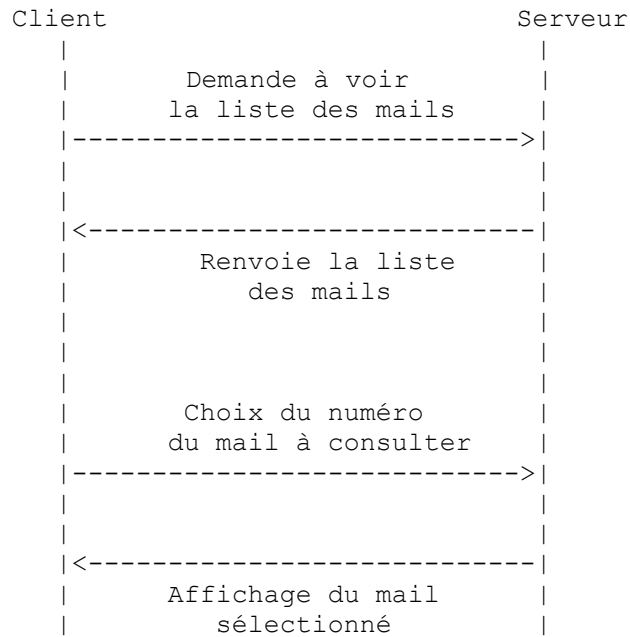 Client Serveur
Demande à voir
la liste des mails
Renvoie la liste
des mails
Choix du numéro
du mail à consulter
Affichage du mail
sélectionné